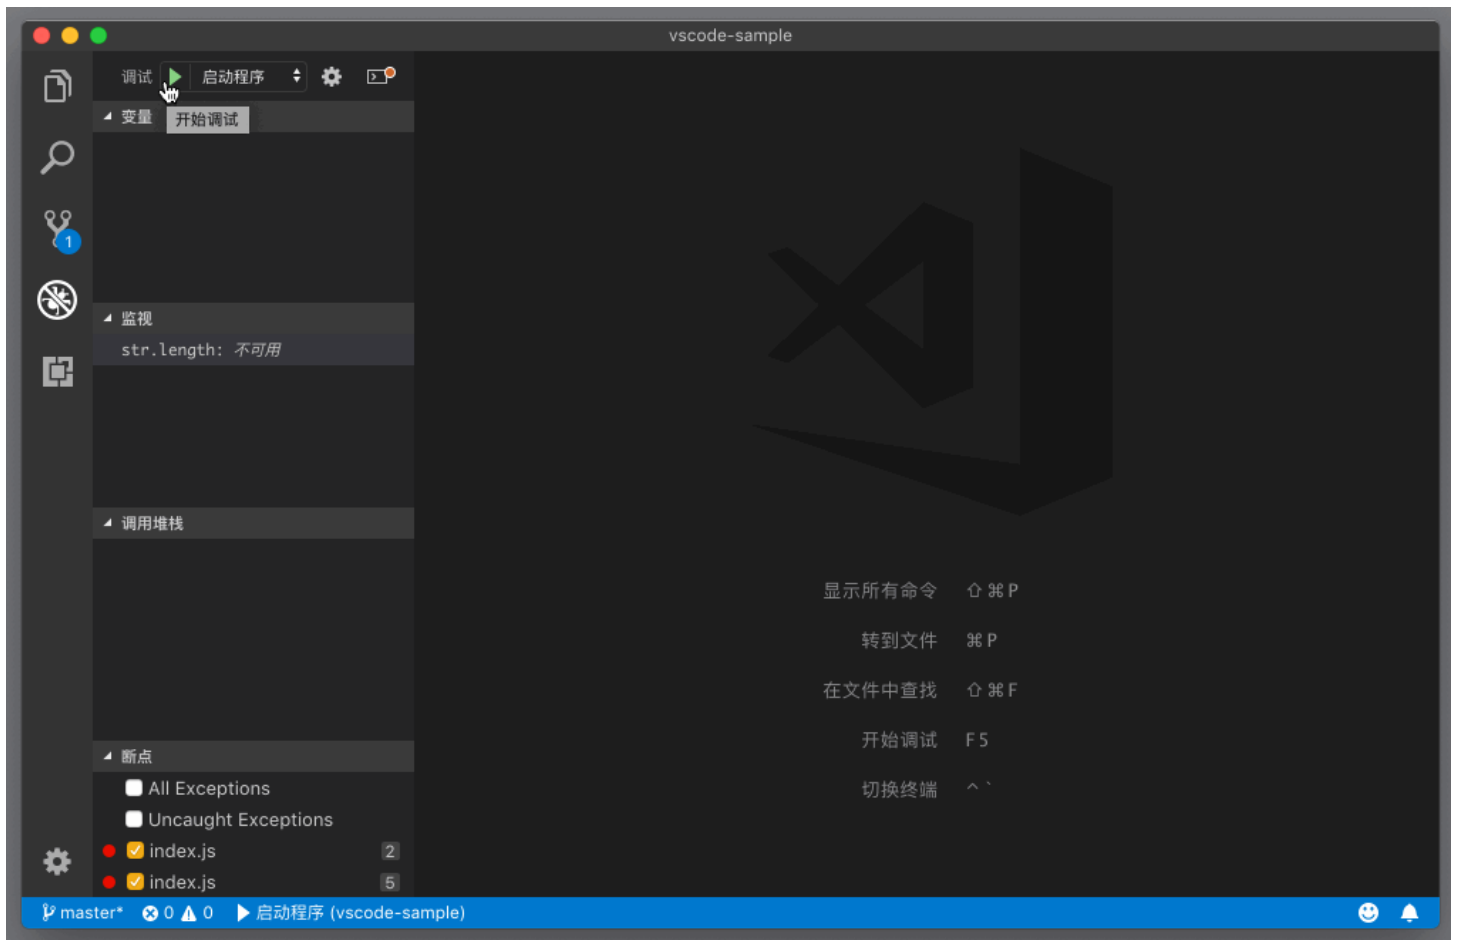 vscode-sample
调试 启动程序
变量 开始调试
1
监视
str.length: 不可用
调用堆栈
显示所有命令 ⇧⌘P
转到文件 ⌘P
在文件中查找 ⇧⌘F
开始调试 F5
切换终端 ^`
断点
All Exceptions
Uncaught Exceptions
index.js 2
index.js 5
master* 0 0 启动程序 (vscode-sample)